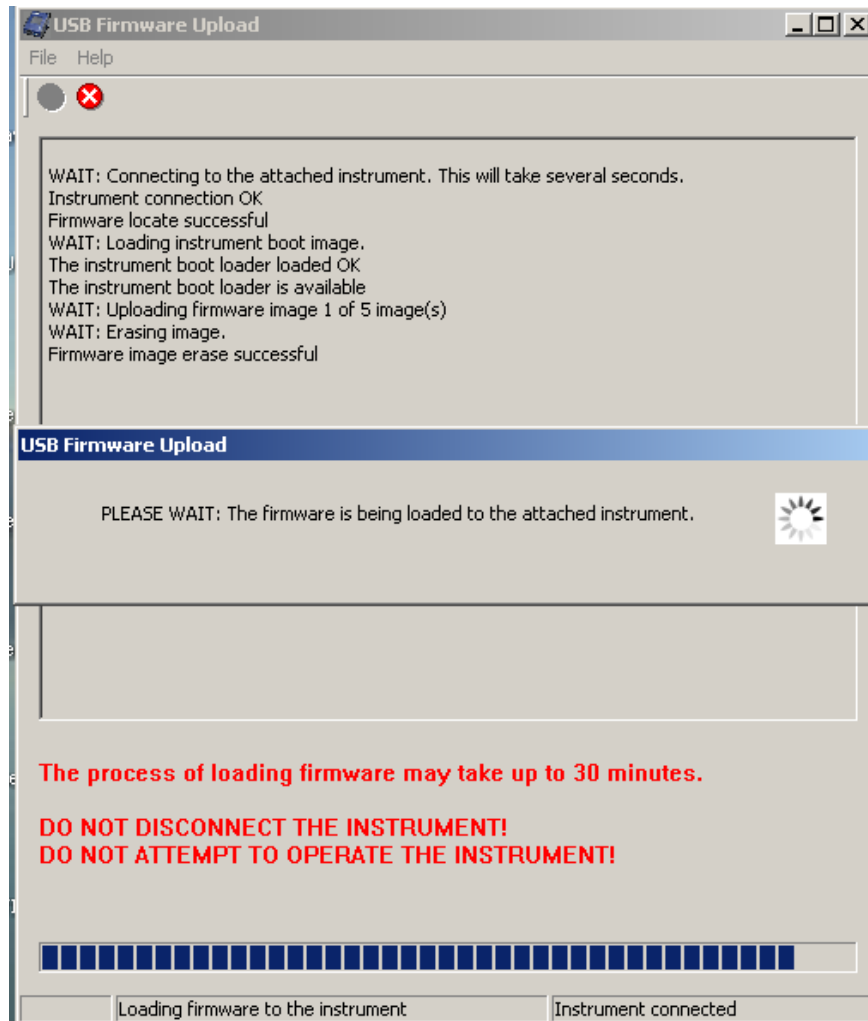 USB Firmware Upload
File Help
WAIT: Connecting to the attached instrument. This will take several seconds.
Instrument connection OK
Firmware locate successful
WAIT: Loading instrument boot image.
The instrument boot loader loaded OK
The instrument boot loader is available
WAIT: Uploading firmware image 1 of 5 image(s)
WAIT: Erasing image.
Firmware image erase successful
USB Firmware Upload
PLEASE WAIT: The firmware is being loaded to the attached instrument.
The process of loading firmware may take up to 30 minutes.
DO NOT DISCONNECT THE INSTRUMENT!
DO NOT ATTEMPT TO OPERATE THE INSTRUMENT!
Loading firmware to the instrument Instrument connected